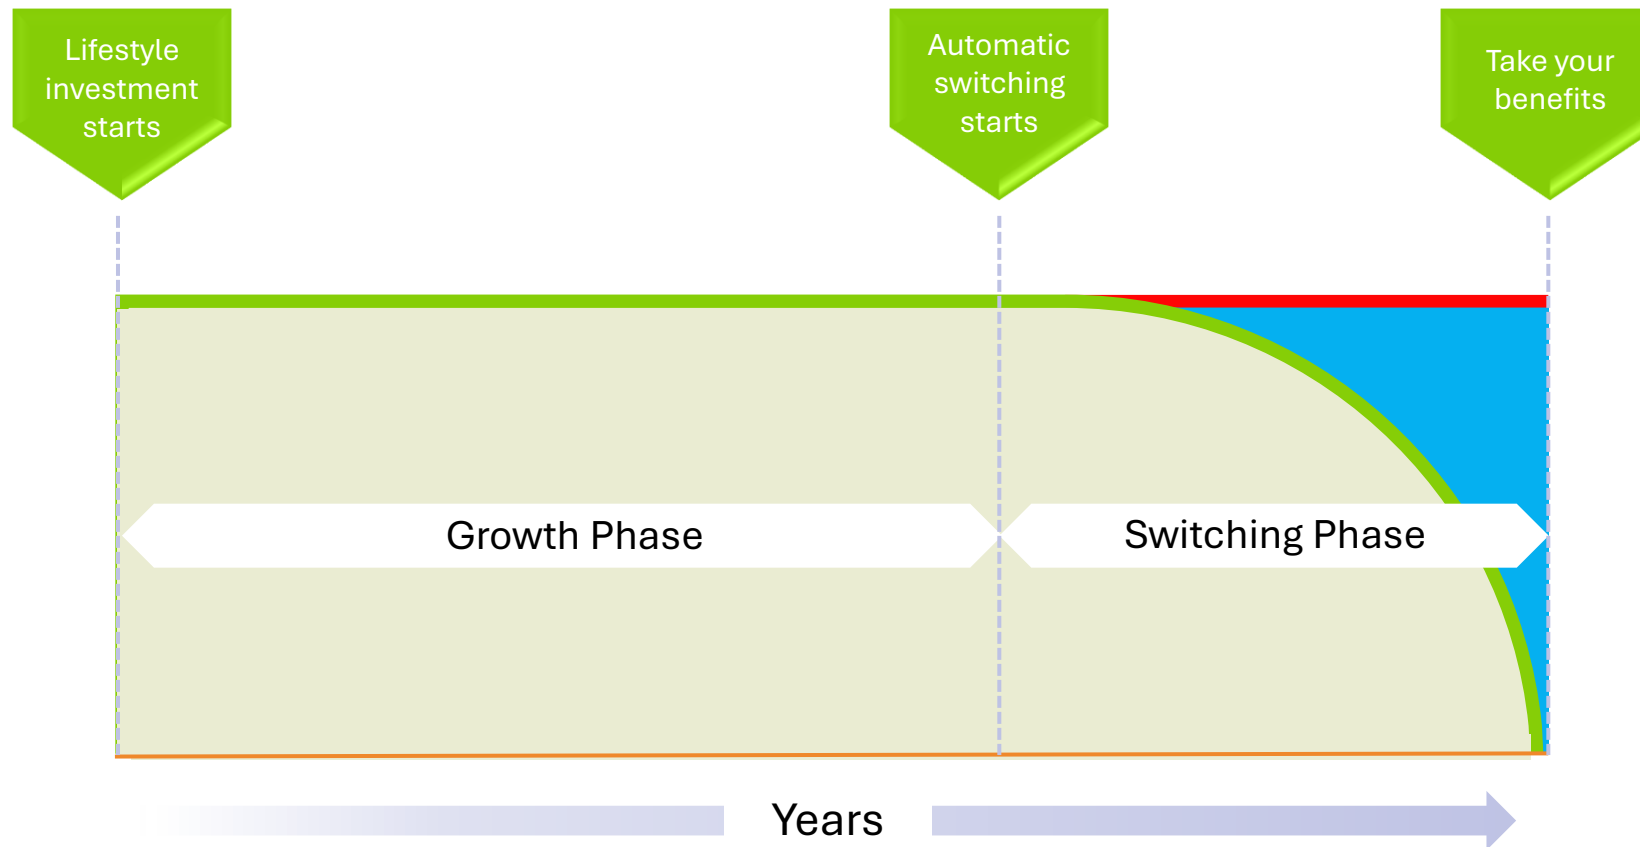 Lifestyle
investment
starts
Automatic
switching
starts
Take your
benefits
Growth Phase
Switching Phase
Years